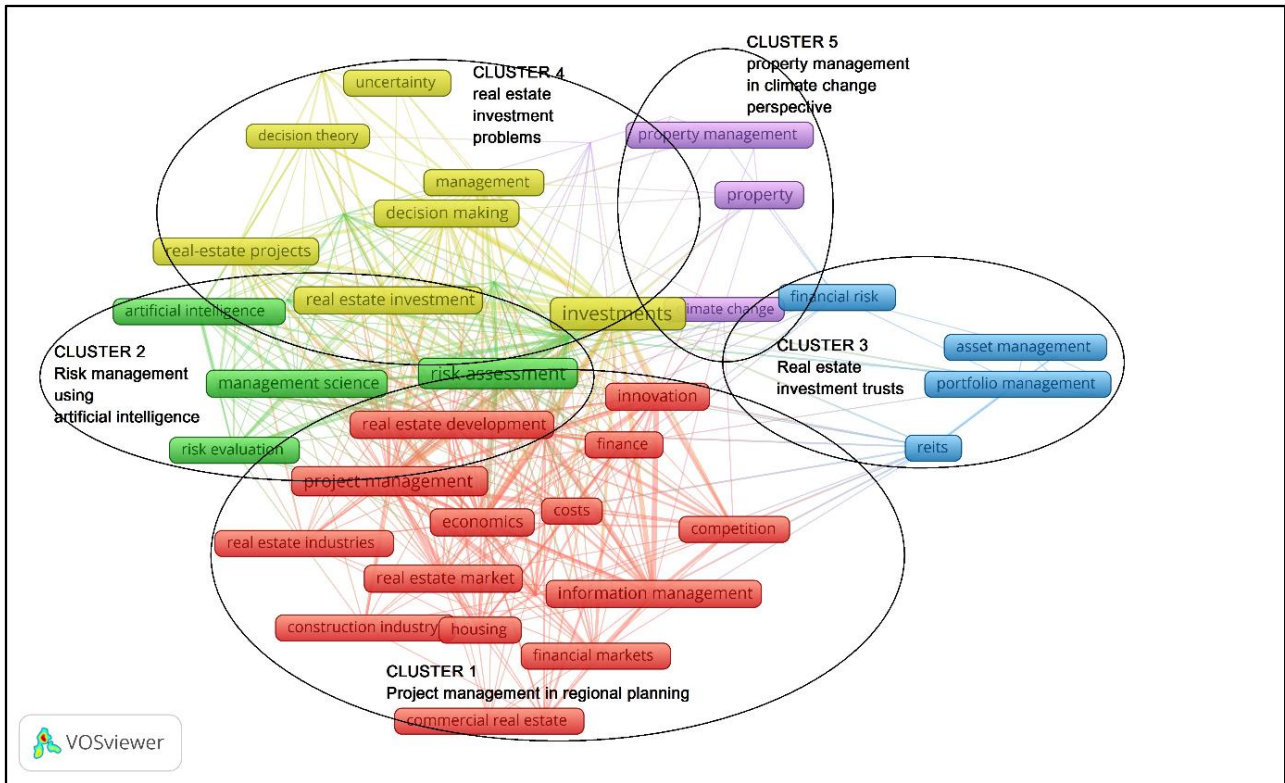 CLUSTER 5
property management
in climate change
perspective
CLUSTER 4
real estate
investment
problems
uncertainty
decision theory
property management
management
property
decision making
real-estate projects
real estate investment
financial risk
artificial intelligence
investments
imate change
CLUSTER 2
Risk management
using
artificial intelligence
CLUSTER 3
Real estate
investment trusts
asset management
portfolio management
management science
risk assessment
innovation
real estate development
finance
risk evaluation
reits
project management
costs
economics
competition
real estate industries
real estate market
information management
construction industry
housing
financial markets
CLUSTER 1
Project management in regional planning
commercial real estate
VOSviewer